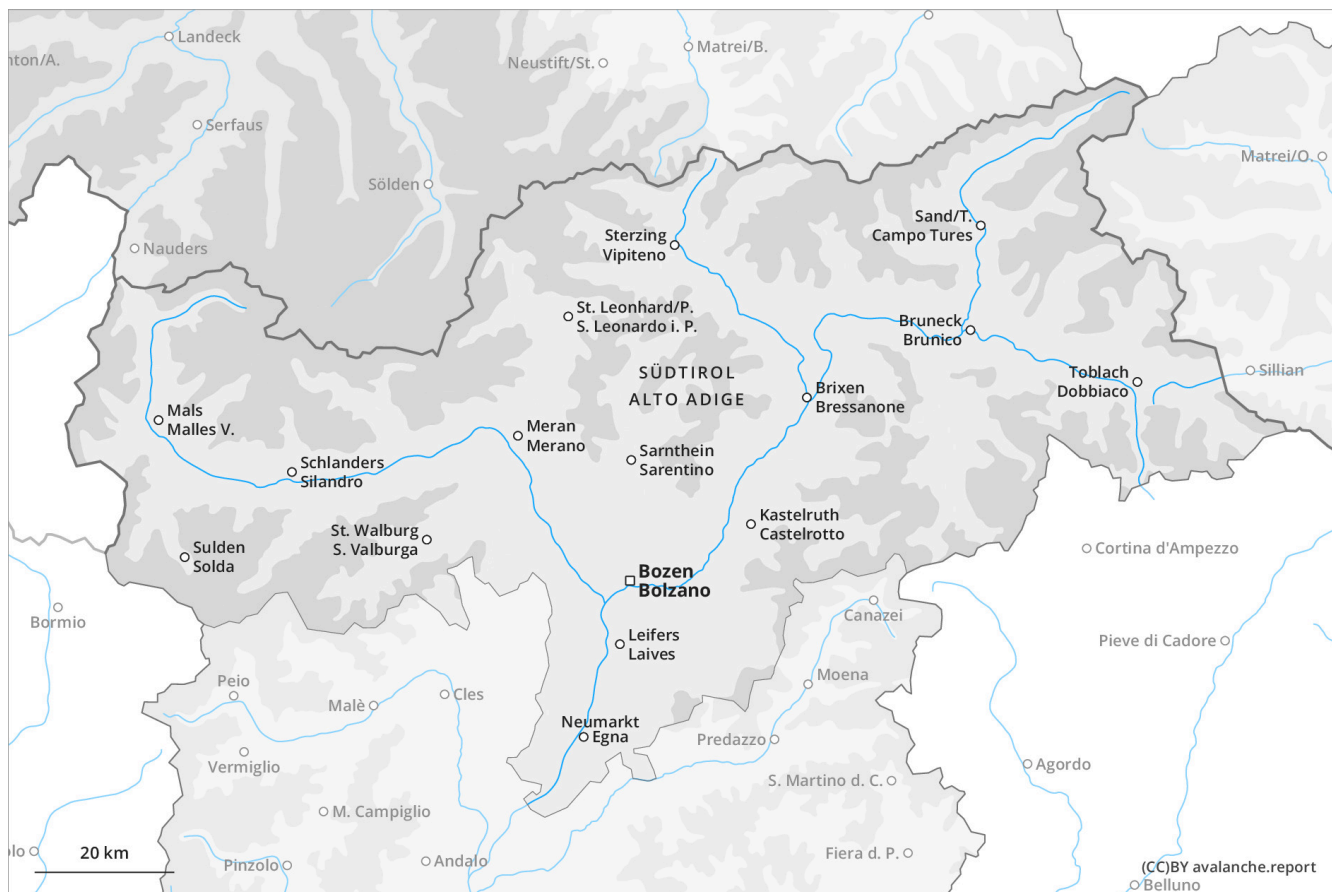 Landeck
nton/A.
Matrei/B.
Neustift/St.
Serfaus
Matrei/O.
Sölden
Sand/T.
Campo Tures
Nauders
Sterzing
Vipiteno
St. Leonhard/P.
S. Leonardo i. P.
Bruneck
Brunico
SÜDTIROL
ALTO ADIGE
Toblach
Dobbiaco
Sillian
Brixen
Bressanone
Mals
Malles V.
Meran
Merano
Schlanders
Silandro
Sarnthein
Sarentino
Kastelruth
Castelrotto
St. Walburg
S. Valburga
Sulden
Solda
Cortina d'Ampezzo
Bozen
Bolzano
Bormio
Canazei
Leifers
Laives
Pieve di Cadore
Peio
Moena
Malè
Cles
Neumarkt
Egna
Predazzo
Vermiglio
Agordo
S. Martino d. C.
M. Campiglio
20 km
olo
Pinzolo
Andalo
Fiera d. P.
(CC)BY avalanche.report
Belluno